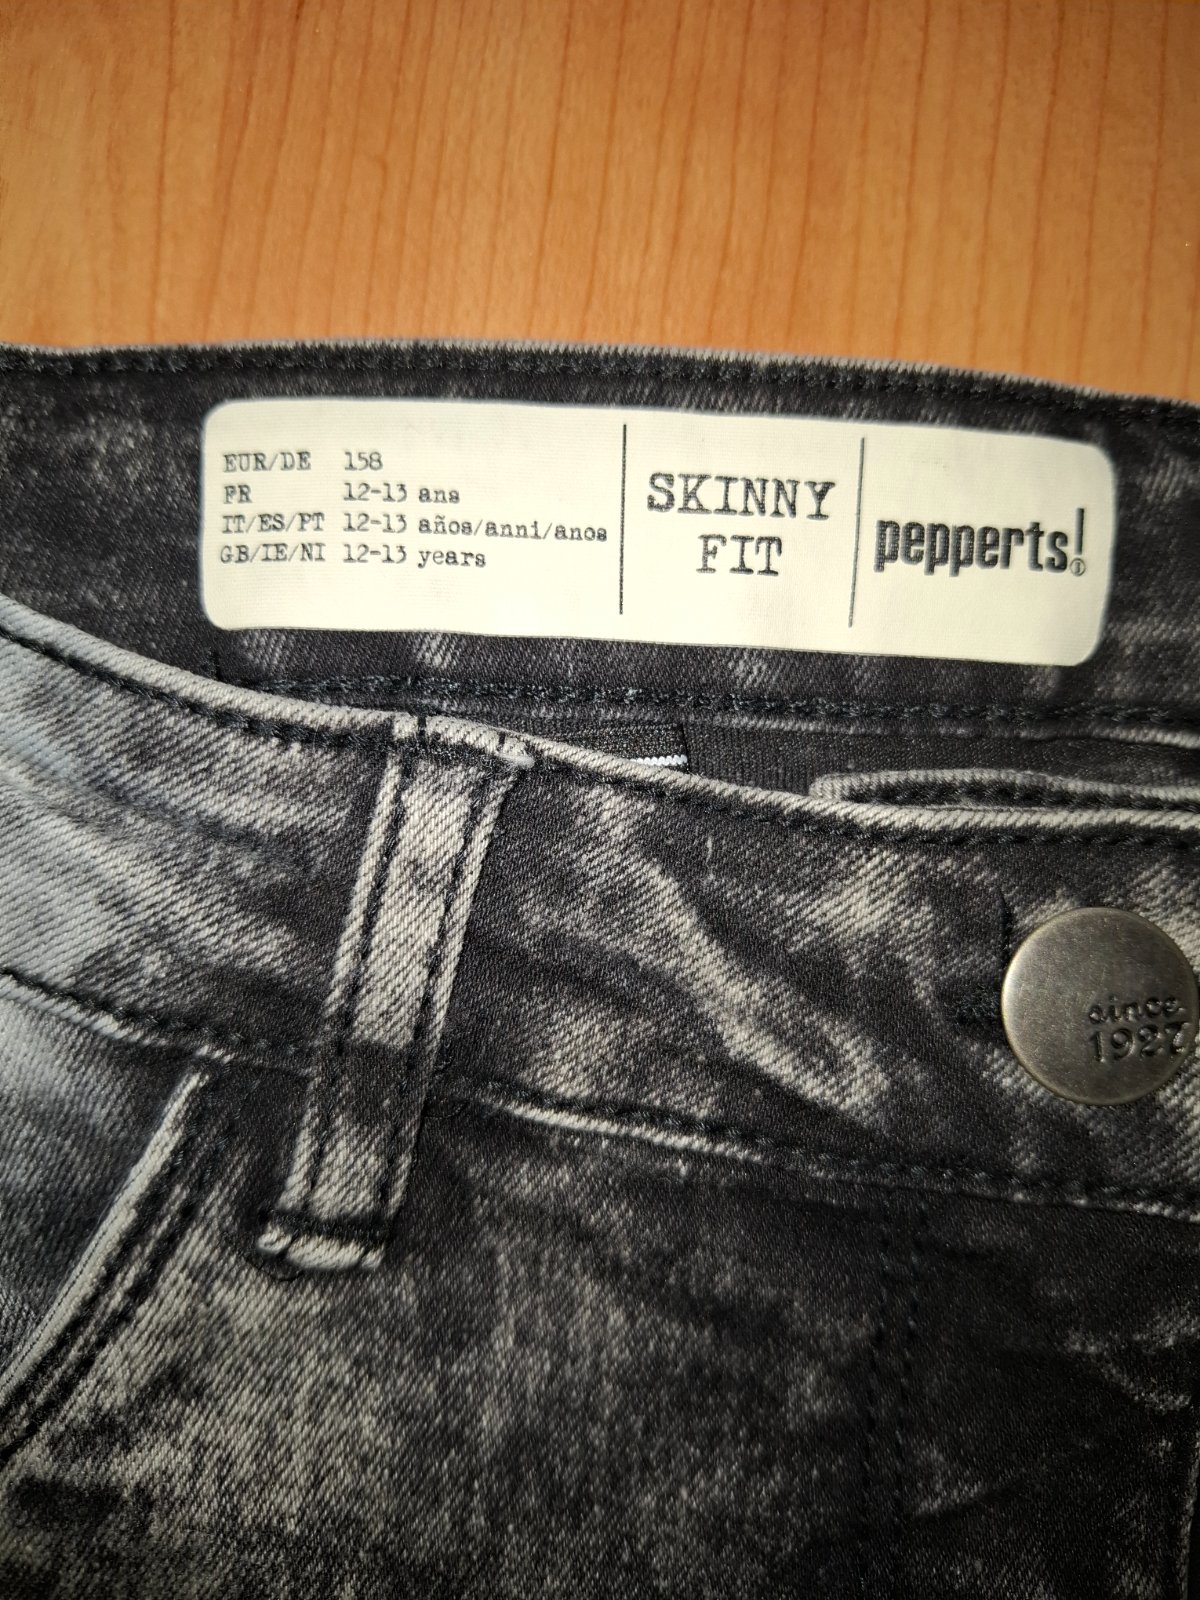 EUR/DE 158
FR 12-13 ans
IT/ES/PT 12-13 años/anni/anos
GB/IE/NI 12-13 years
SKINNY
FIT
pepperts!®
since
1927